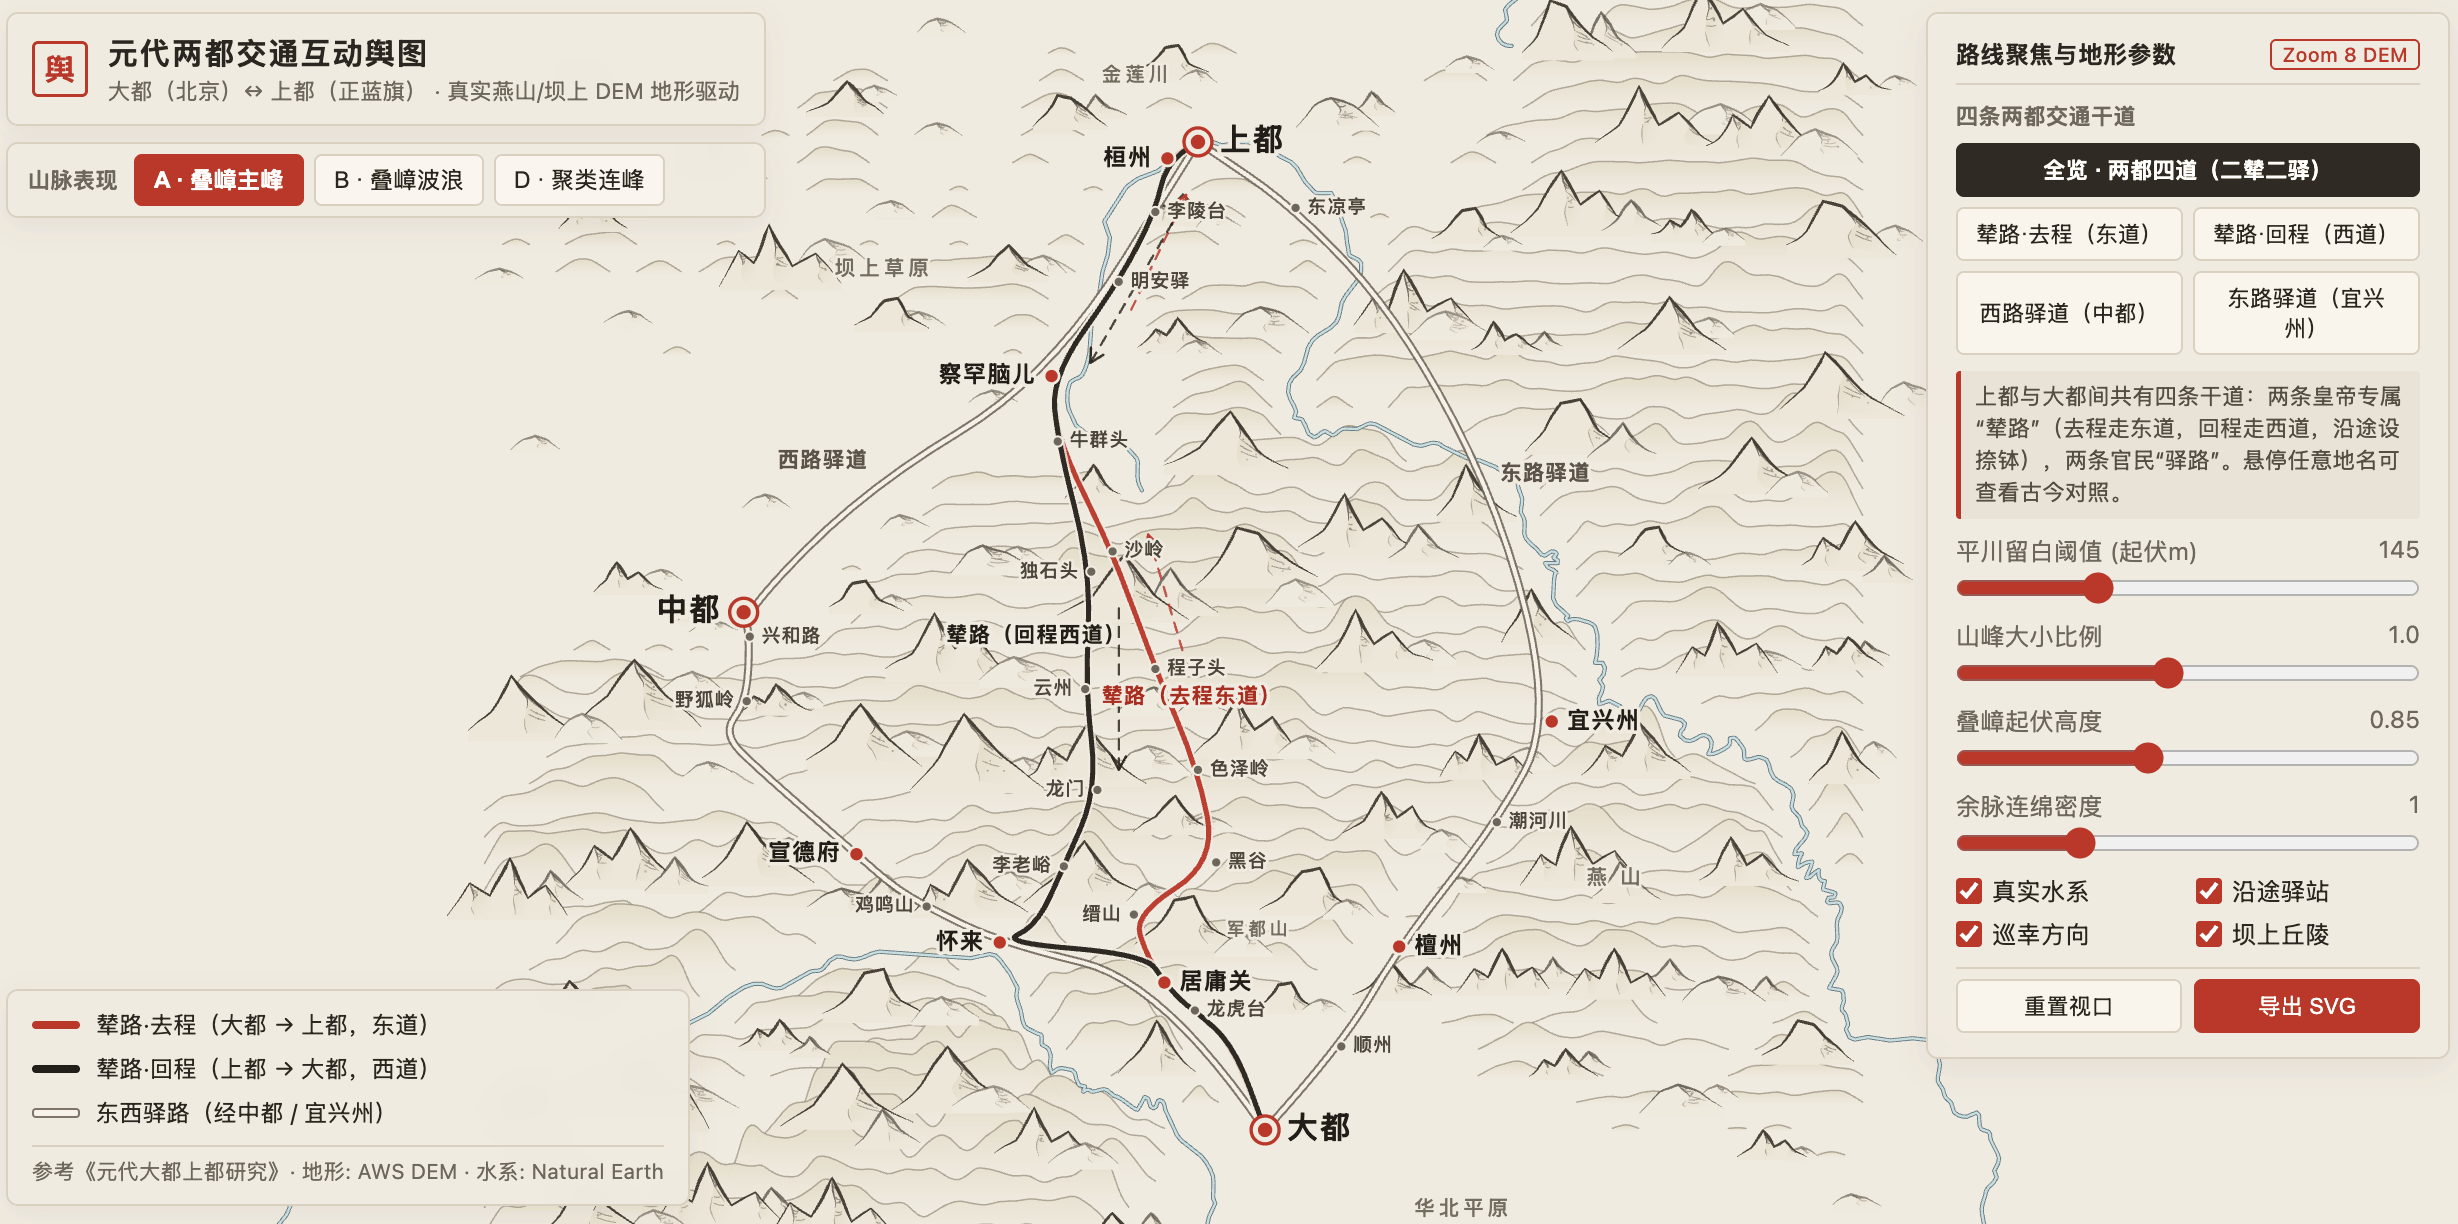 舆
元代两都交通互动舆图
大都（北京）↔ 上都（正蓝旗）· 真实燕山/坝上 DEM 地形驱动
山脉表现
A · 叠嶂主峰
B · 叠嶂波浪
D · 聚类连峰
金莲川
上都
桓州
李陵台
东凉亭
坝上草原
明安驿
察罕脑儿
牛群头
西路驿道
东路驿道
沙岭
独石头
中都
兴和路
辇路（回程西道）
程子头
云州
辇路（去程东道）
野狐岭
宜兴州
色泽岭
龙门
潮河川
宣德府
李老峪
黑谷
燕山
鸡鸣山
缙山
军都山
怀来
檀州
居庸关
龙虎台
顺州
大都
华北平原
辇路·去程（大都 → 上都，东道）
辇路·回程（上都 → 大都，西道）
东西驿路（经中都 / 宜兴州）
参考《元代大都上都研究》· 地形: AWS DEM · 水系: Natural Earth
路线聚焦与地形参数
Zoom 8 DEM
四条两都交通干道
全览 · 两都四道（二辇二驿）
辇路·去程（东道）
辇路·回程（西道）
西路驿道（中都）
东路驿道（宜兴
州）
上都与大都间共有四条干道：两条皇帝专属
“辇路”（去程走东道，回程走西道，沿途设
捺钵），两条官民“驿路”。悬停任意地名可
查看古今对照。
平川留白阈值 (起伏m)
145
山峰大小比例
1.0
叠嶂起伏高度
0.85
余脉连绵密度
1
真实水系
沿途驿站
巡幸方向
坝上丘陵
重置视口
导出 SVG